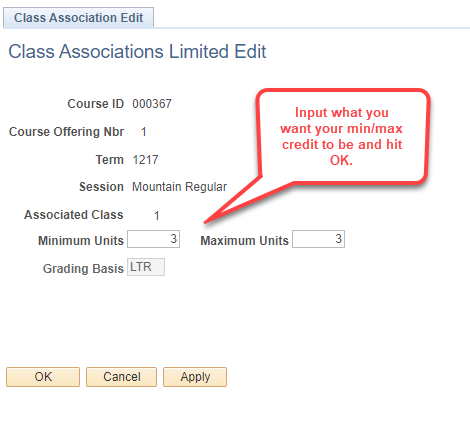 Class Association Edit
Class Associations Limited Edit
Course ID 000367
Course Offering Nbr 1
Term 1217
Session Mountain Regular
Associated Class 1
Minimum Units 3 Maximum Units 3
Grading Basis LTR
Input what you
want your min/max
credit to be and hit
OK.
OK Cancel Apply